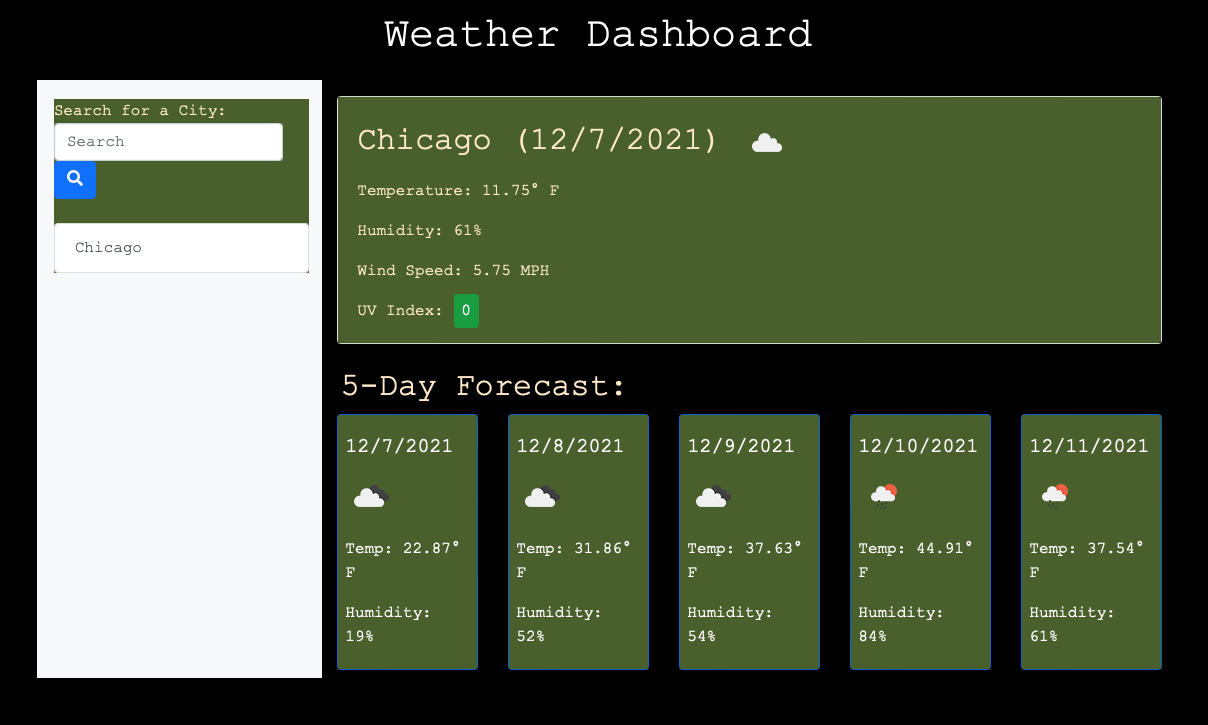 Weather Dashboard
Search for a City:
Search
Chicago
Chicago (12/7/2021)
Temperature: 11.75° F
Humidity: 61%
Wind Speed: 5.75 MPH
UV Index: 0
5-Day Forecast:
12/7/2021
Temp: 22.87°
F
Humidity:
19%
12/8/2021
Temp: 31.86°
F
Humidity:
52%
12/9/2021
Temp: 37.63°
F
Humidity:
54%
12/10/2021
Temp: 44.91°
F
Humidity:
84%
12/11/2021
Temp: 37.54°
F
Humidity:
61%